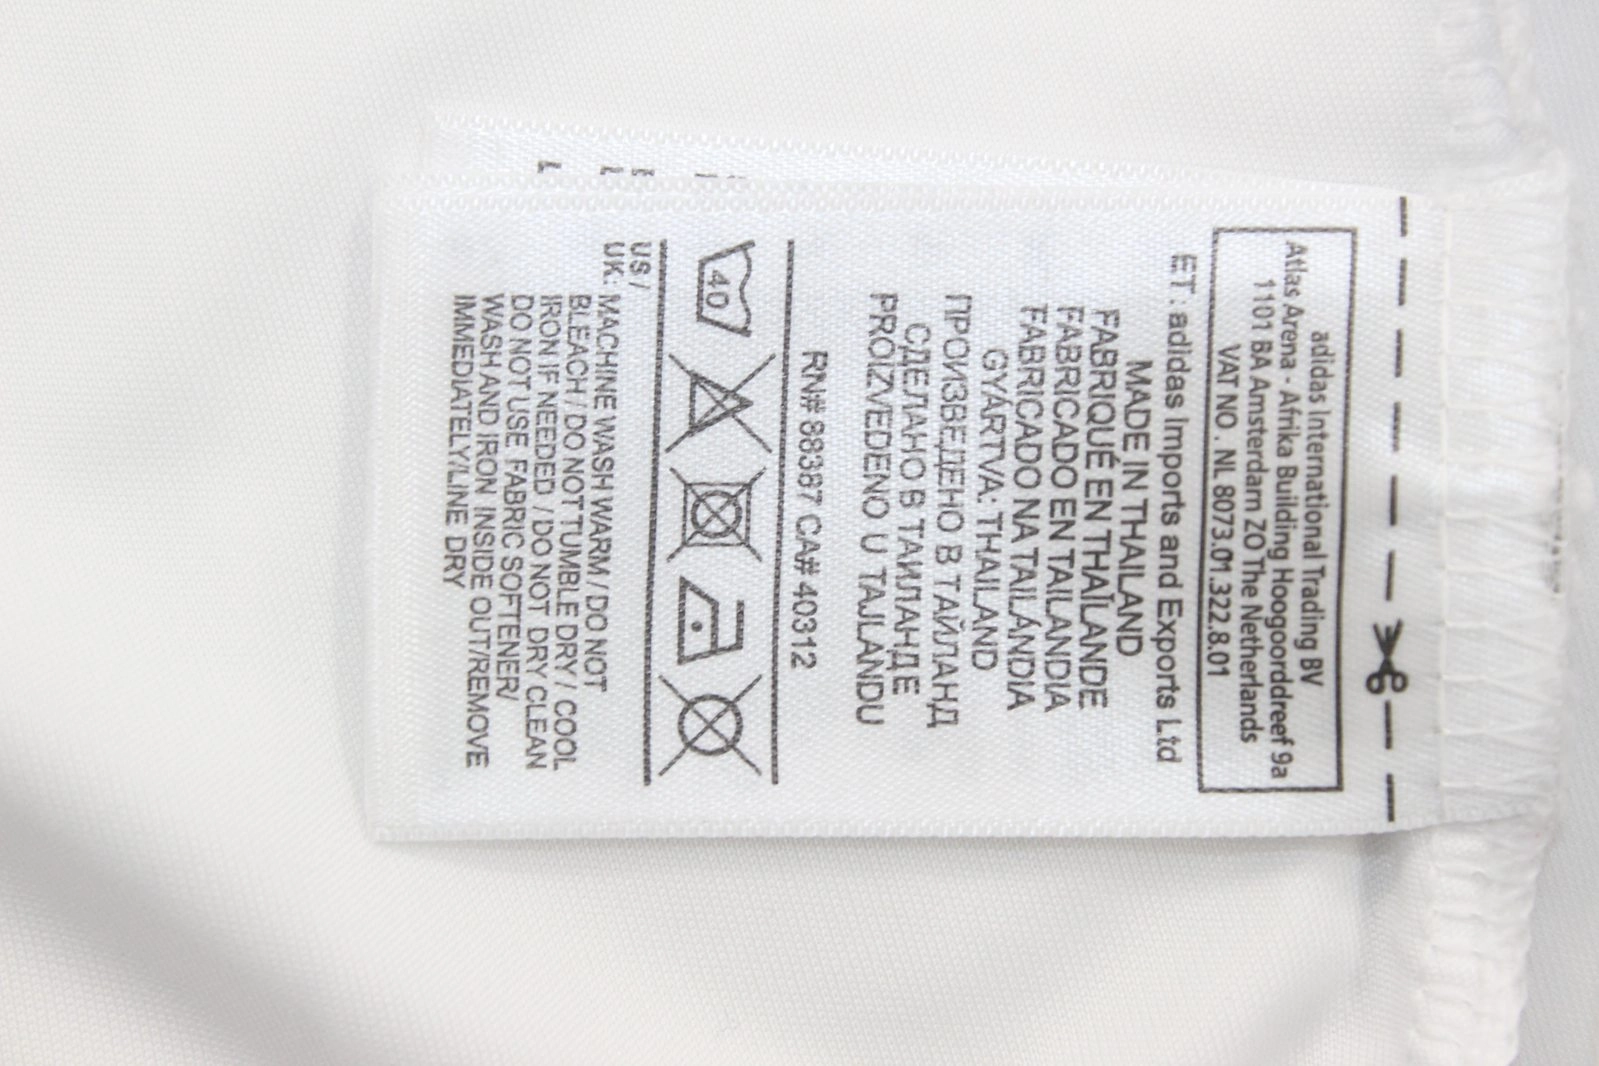 adidas International Trading BV
Atlas Arena - Afrika Building Hoogoorddreef 9a
1101 BA Amsterdam ZO The Netherlands
VAT NO . NL 8073.01.322.8.01
ET : adidas Imports and Exports Ltd
MADE IN THAILAND
FABRIQUÉ EN THAÏLANDE
FABRICADO EN TAILANDIA
FABRICADO NA TAILÁNDIA
GYÁRTVA: THAILAND
ПРОИЗВЕДЕНО В ТАЙЛАНД
СДЕЛАНО В ТАИЛАНДЕ
PROIZVEDENO U TAJLANDU
RN# 88387 CA# 40312
40
US /
UK: MACHINE WASH WARM / DO NOT
BLEACH / DO NOT TUMBLE DRY / COOL
IRON IF NEEDED / DO NOT DRY CLEAN
DO NOT USE FABRIC SOFTENER/
WASH AND IRON INSIDE OUT/REMOVE
IMMEDIATELY/LINE DRY